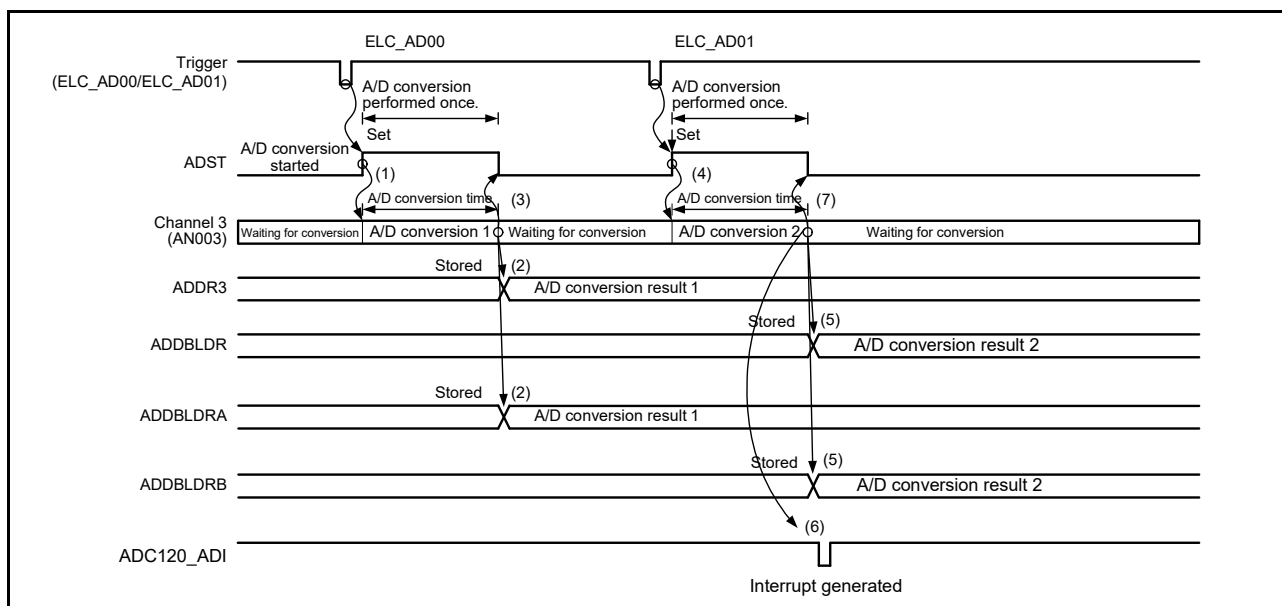 ELC_AD00
ELC_AD01
Trigger
(ELC_AD00/ELC_AD01)
A/D conversion
performed once.
A/D conversion
performed once.
Set
Set
ADST
A/D conversion
started
(1)
(4)
A/D conversion time
(3)
A/D conversion time
(7)
Channel 3
(AN003)
Waiting for conversion
A/D conversion 1
Waiting for conversion
A/D conversion 2
Waiting for conversion
Stored
(2)
ADDR3
A/D conversion result 1
Stored
(5)
ADDBLDR
A/D conversion result 2
Stored
(2)
ADDBLDRA
A/D conversion result 1
Stored
(5)
ADDBLDRB
A/D conversion result 2
(6)
ADC120_ADI
Interrupt generated